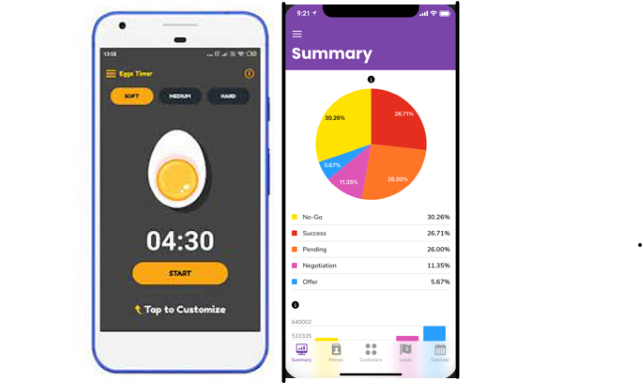 13:52
Eggs Timer
SOFT MEDIUM HARD
04:30
START
Tap to Customize
9:21
Summary
30.26%
26.71%
5.67%
11.35%
26.00%
No-Go 30.26%
Success 26.71%
Pending 26.00%
Negotiation 11.35%
Offer 5.67%
640002
533335
Summary Customers Leads Calendar